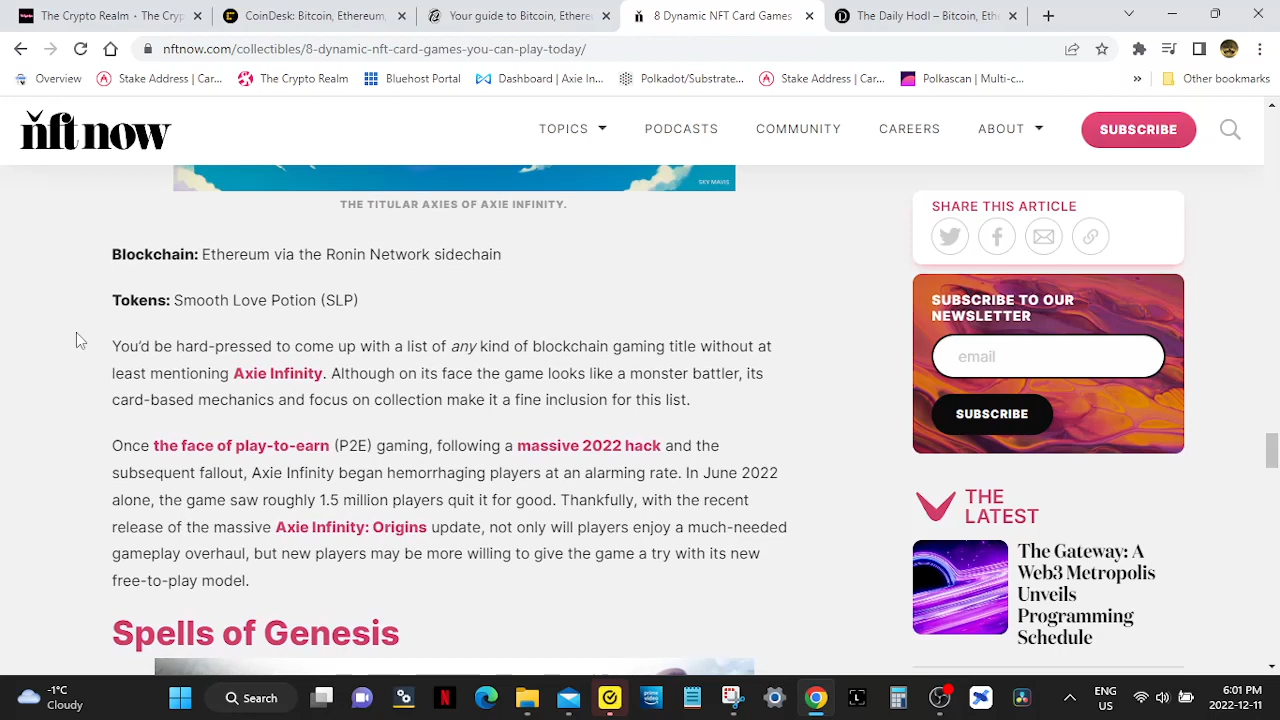 The Crypto Realm • The Cryp
CoinDesk: Bitcoin, Ethereum,
Your guide to Bitcoin, Ethere
8 Dynamic NFT Card Games
The Daily Hodl – Bitcoin, Eth
nftnow.com/collectibles/8-dynamic-nft-card-games-you-can-play-today/
Overview
Stake Address | Car...
The Crypto Realm
Bluehost Portal
Dashboard | Axie In...
Polkadot/Substrate...
Stake Address | Car...
Polkascan | Multi-c...
Other bookmarks
nft now
TOPICS
PODCASTS
COMMUNITY
CAREERS
ABOUT
SUBSCRIBE
SKY MAVIS
THE TITULAR AXIES OF AXIE INFINITY.
Blockchain: Ethereum via the Ronin Network sidechain
Tokens: Smooth Love Potion (SLP)
You'd be hard-pressed to come up with a list of any kind of blockchain gaming title without at
least mentioning Axie Infinity. Although on its face the game looks like a monster battler, its
card-based mechanics and focus on collection make it a fine inclusion for this list.
Once the face of play-to-earn (P2E) gaming, following a massive 2022 hack and the
subsequent fallout, Axie Infinity began hemorrhaging players at an alarming rate. In June 2022
alone, the game saw roughly 1.5 million players quit it for good. Thankfully, with the recent
release of the massive Axie Infinity: Origins update, not only will players enjoy a much-needed
gameplay overhaul, but new players may be more willing to give the game a try with its new
free-to-play model.
Spells of Genesis
SHARE THIS ARTICLE
SUBSCRIBE TO OUR
NEWSLETTER
email
SUBSCRIBE
THE
LATEST
The Gateway: A
Web3 Metropolis
Unveils
Programming
Schedule
-1°C
Cloudy
Search
prime
video
ENG
US
6:01 PM
2022-12-11